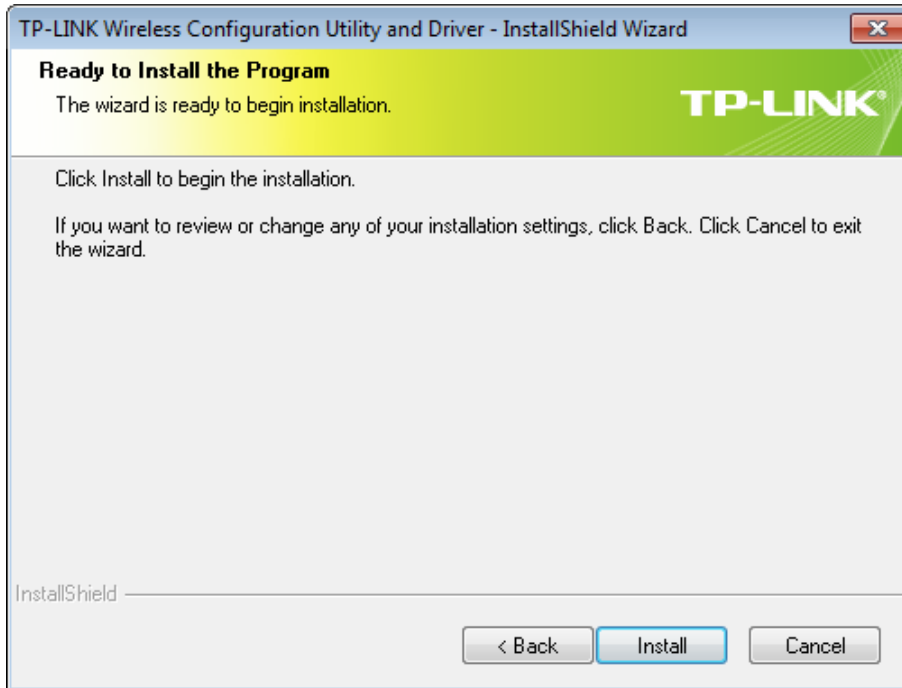 TP-LINK Wireless Configuration Utility and Driver - InstallShield Wizard
Ready to Install the Program
The wizard is ready to begin installation.
TP-LINK®
Click Install to begin the installation.
If you want to review or change any of your installation settings, click Back. Click Cancel to exit
the wizard.
InstallShield
< Back
Install
Cancel